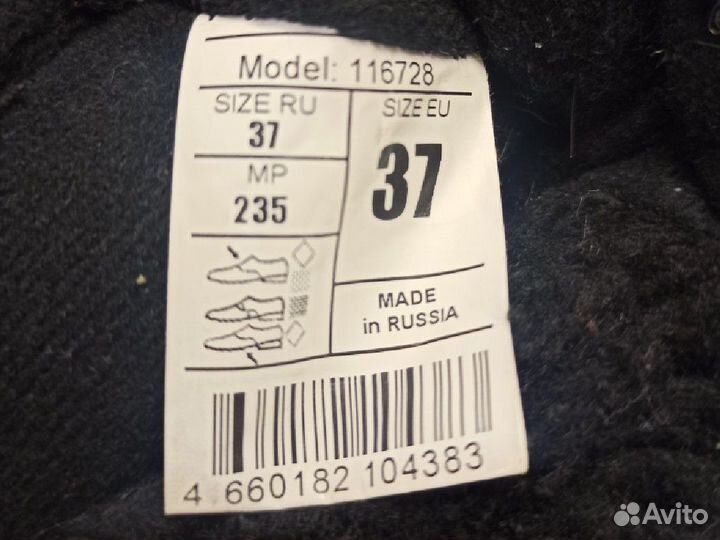 Model: 116728
SIZE RU
37
MP
235
SIZE EU
37
MADE
in RUSSIA
4 660182 104383
Avito